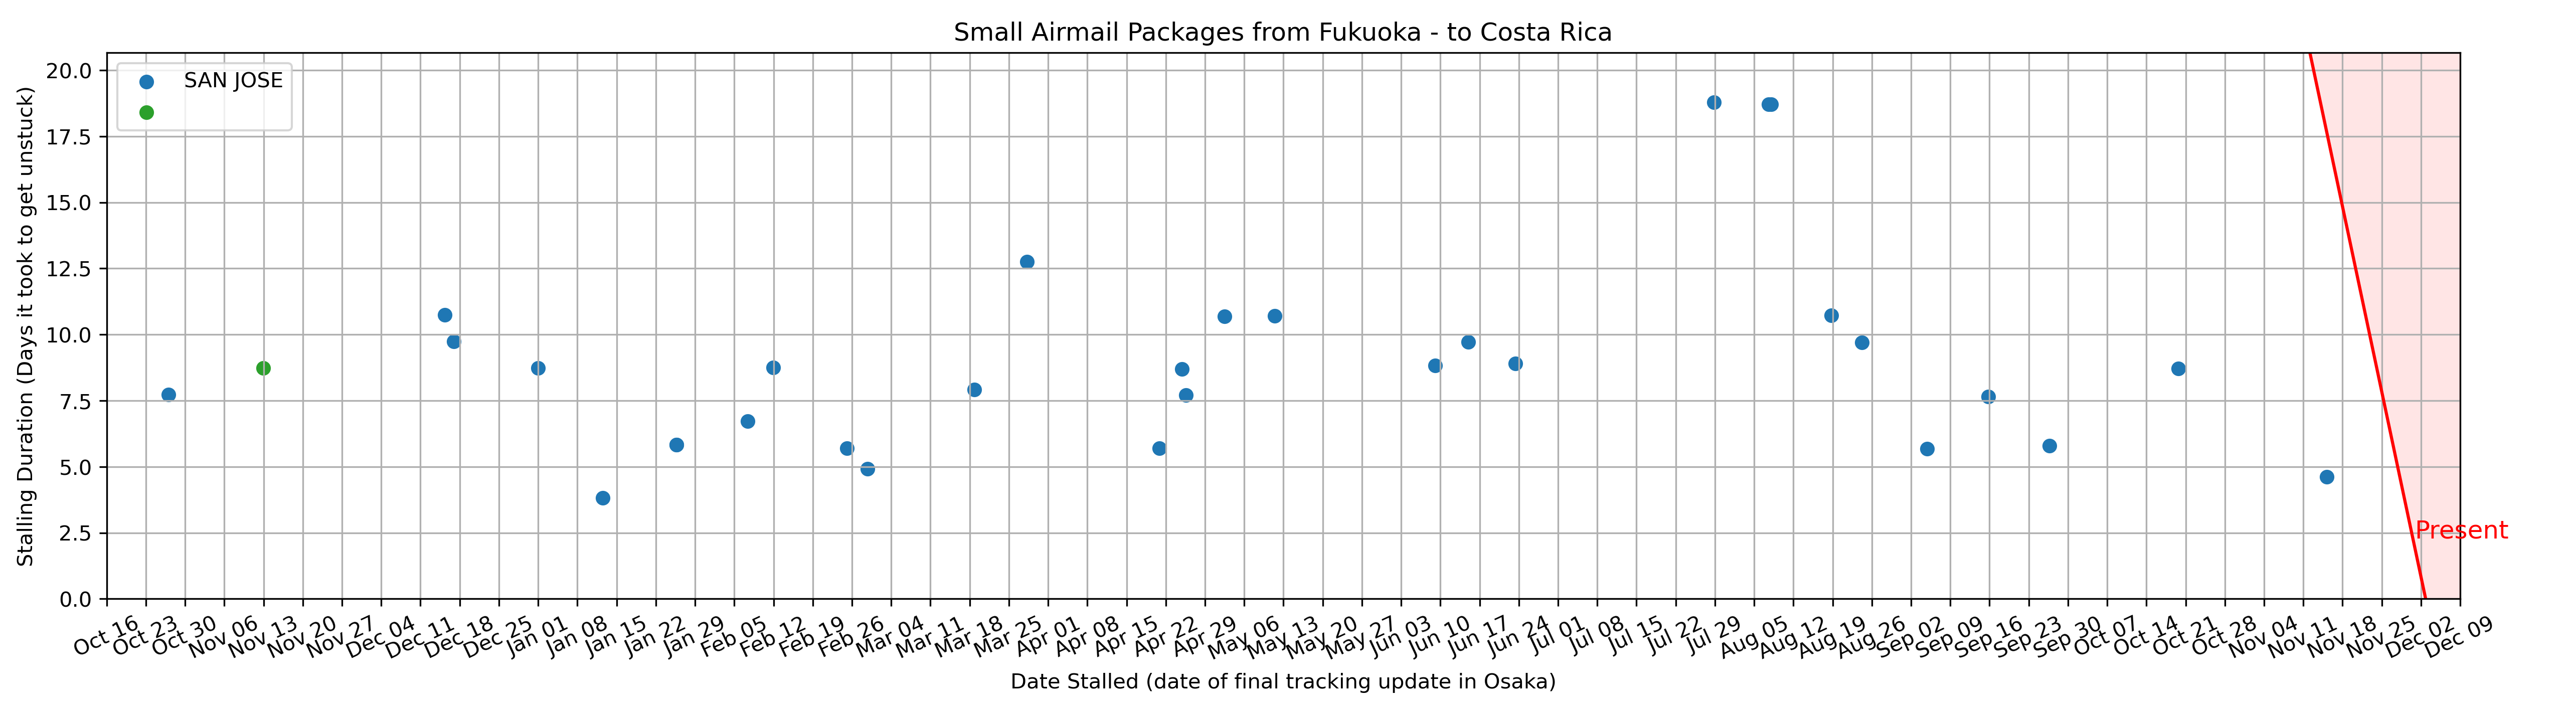 Small Airmail Packages from Fukuoka - to Costa Rica
SAN JOSE
Stalling Duration (Days it took to get unstuck)
20.0
17.5
15.0
12.5
10.0
7.5
5.0
2.5
0.0
Present
Oct 16
Oct 23
Oct 30
Nov 06
Nov 13
Nov 20
Nov 27
Dec 04
Dec 11
Dec 18
Dec 25
Jan 01
Jan 08
Jan 15
Jan 22
Jan 29
Feb 05
Feb 12
Feb 19
Feb 26
Mar 04
Mar 11
Mar 18
Mar 25
Apr 01
Apr 08
Apr 15
Apr 22
Apr 29
May 06
May 13
May 20
May 27
Jun 03
Jun 10
Jun 17
Jun 24
Jul 01
Jul 08
Jul 15
Jul 22
Jul 29
Aug 05
Aug 12
Aug 19
Aug 26
Sep 02
Sep 09
Sep 16
Sep 23
Sep 30
Oct 07
Oct 14
Oct 21
Oct 28
Nov 04
Nov 11
Nov 18
Nov 25
Dec 02
Dec 09
Date Stalled (date of final tracking update in Osaka)